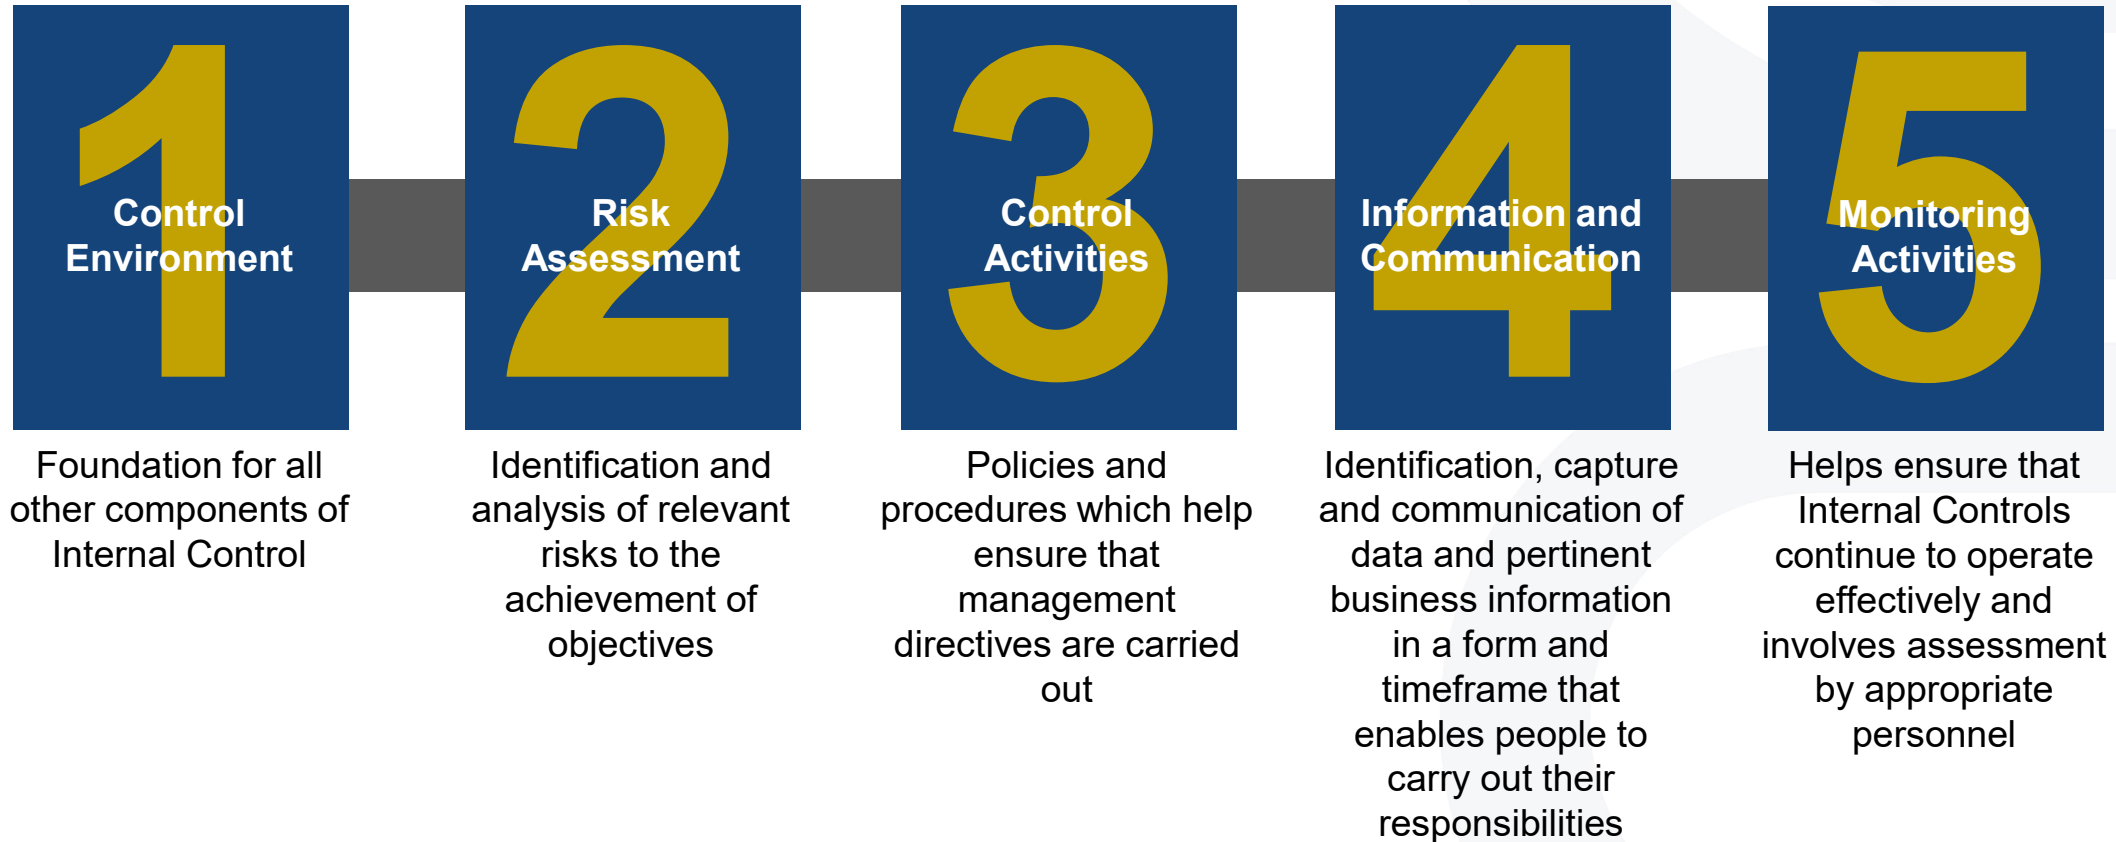 1
Control
Environment
Foundation for all
other components of
Internal Control
2
Risk
Assessment
Identification and
analysis of relevant
risks to the
achievement of
objectives
3
Control
Activities
Policies and
procedures which help
ensure that
management
directives are carried
out
4
Information and
Communication
Identification, capture
and communication of
data and pertinent
business information
in a form and
timeframe that
enables people to
carry out their
responsibilities
5
Monitoring
Activities
Helps ensure that
Internal Controls
continue to operate
effectively and
involves assessment
by appropriate
personnel